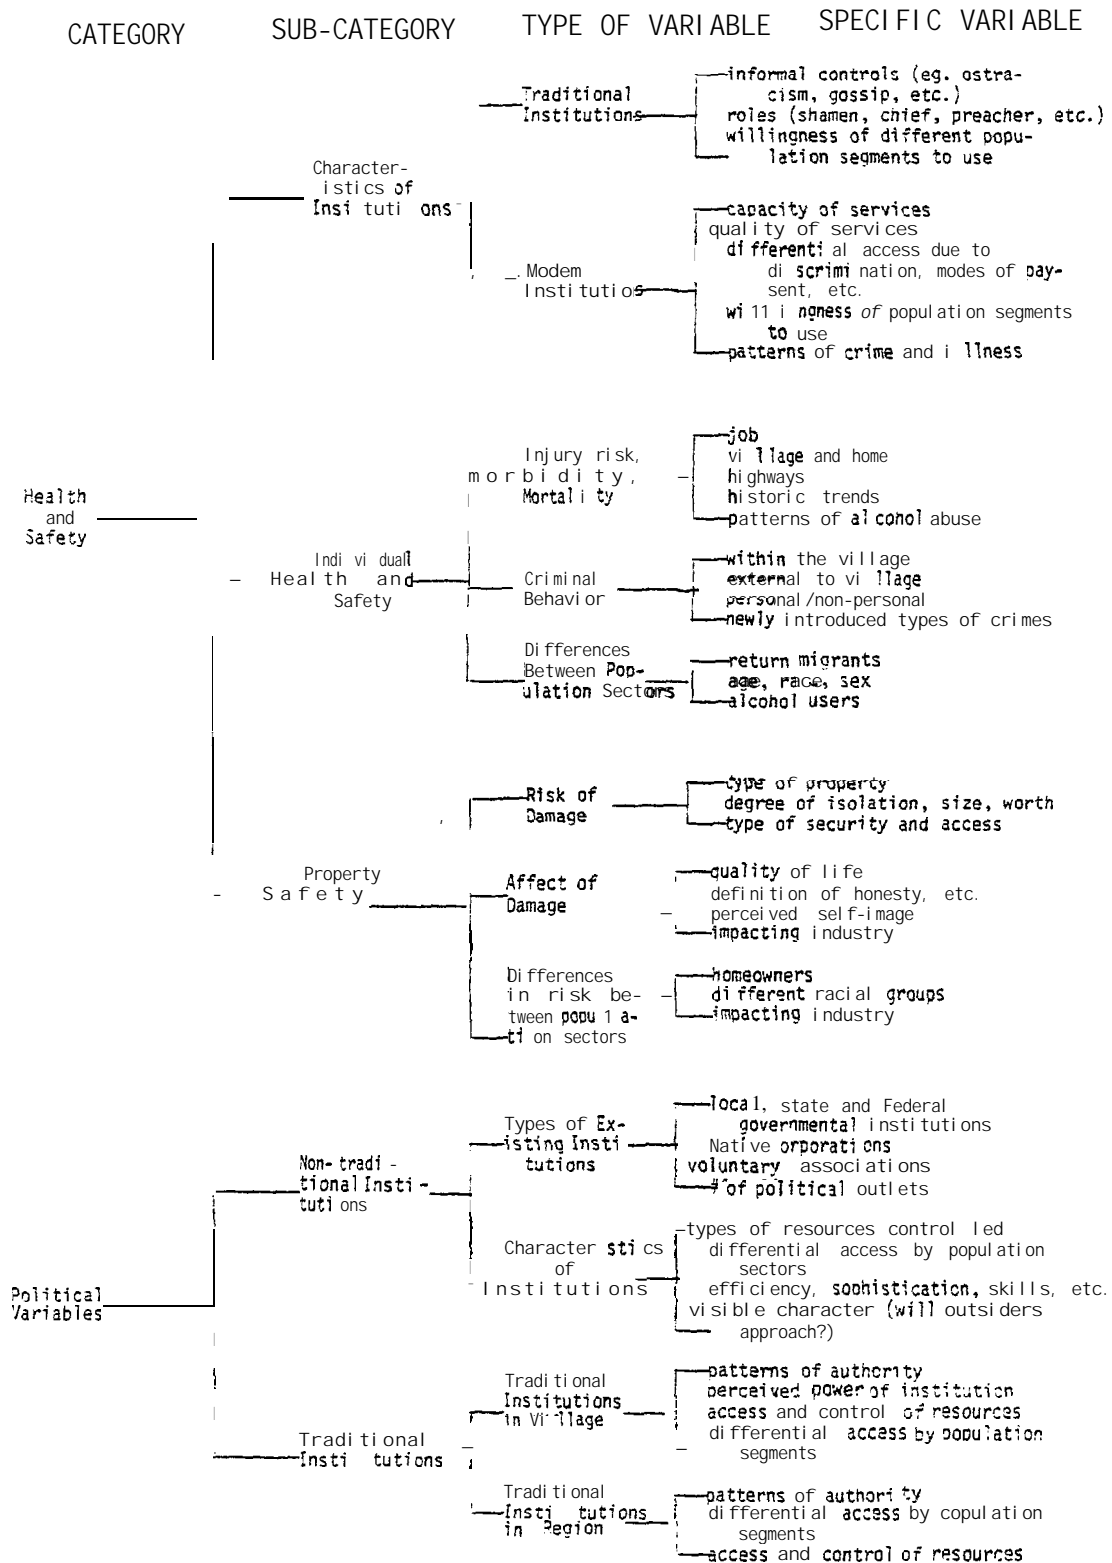 CATEGORY SUB-CATEGORY TYPE OF VARIABLE SPECIFIC VARIABLE
Traditional
Institutions
informal controls (eg. ostra-
cism, gossip, etc.)
roles (shamen, chief, preacher, etc.)
willingness of different popu-
lation segments to use
Character-
istics of
Insi tuti ons
Modem
Institutios
capacity of services
quality of services
differential access due to
discrimination, modes of pay-
sent, etc.
willingness of population segments
to use
patterns of crime and illness
Health
and
Safety
Individuall
Health and
Safety
Injury risk,
morbidity,
Mortality
job
village and home
highways
historic trends
patterns of alcohol abuse
Criminal
Behavior
within the village
external to village
personal/non-personal
newly introduced types of crimes
Differences
Between Pop-
ulation Sectors
return migrants
age, race, sex
alcohol users
Property
Safety
Risk of
Damage
type of property
degree of isolation, size, worth
type of security and access
Affect of
Damage
quality of life
definition of honesty, etc.
perceived self-image
impacting industry
Differences
in risk be-
tween popu1a-
tion sectors
homeowners
different racial groups
impacting industry
Political
Variables
Non-tradi-
tional Insti-
tutions
Types of Ex-
isting Insti
tutions
local, state and Federal
governmental institutions
Native orporations
voluntary associations
# of political outlets
Character stics
of
Institutions
types of resources controlled
differential access by population
sectors
efficiency, sophistication, skills, etc.
visible character (will outsiders
approach?)
Traditional
Insti tutions
Traditional
Institutions
in Village
patterns of authority
perceived power of institution
access and control of resources
differential access by population
segments
Traditional
Insti tutions
in Region
patterns of authority
differential access by copulation
segments
access and control of resources